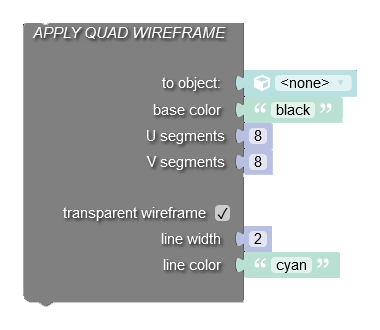 APPLY QUAD WIREFRAME
to object: <none>
base color “ black ”
U segments 8
V segments 8
transparent wireframe ✓
line width 2
line color “ cyan ”